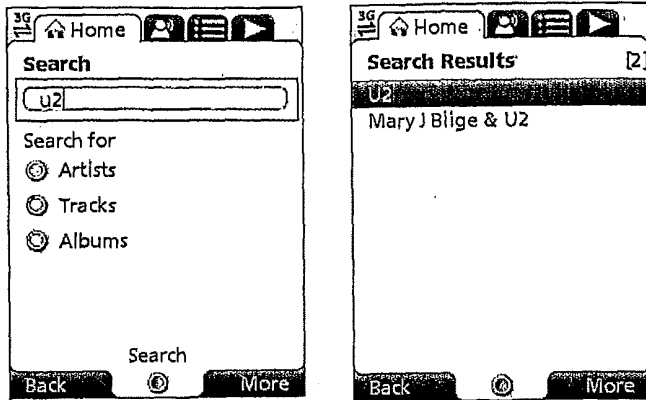 3G
Home
Search
u2
Search for
Artists
Tracks
Albums
Search
Back
More
3G
Home
Search Results [2]
U2
Mary J Blige & U2
Back
More